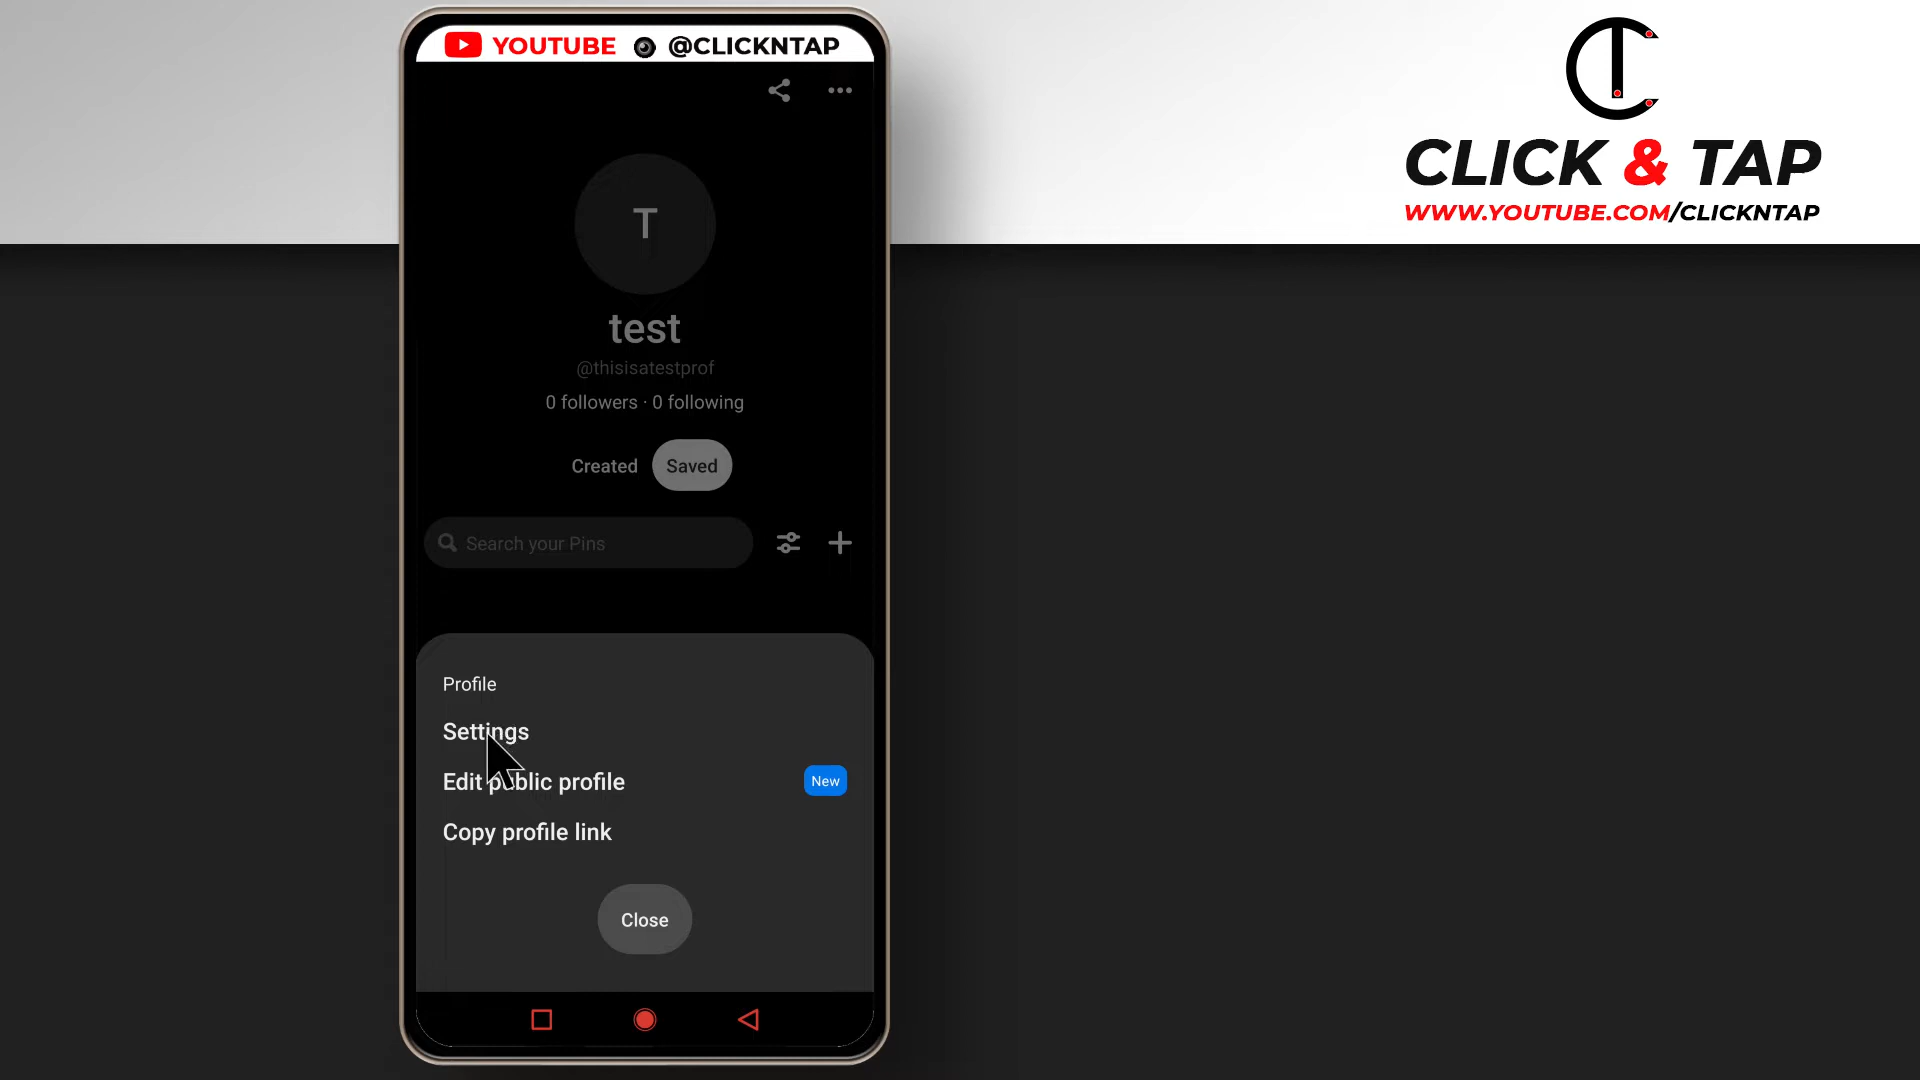 YOUTUBE @CLICKNTAP
CLICK & TAP
WWW.YOUTUBE.COM/CLICKNTAP
T
test
@thisisatestprof
0 followers · 0 following
Created Saved
Search your Pins
Profile
Settings
Edit public profile New
Copy profile link
Close